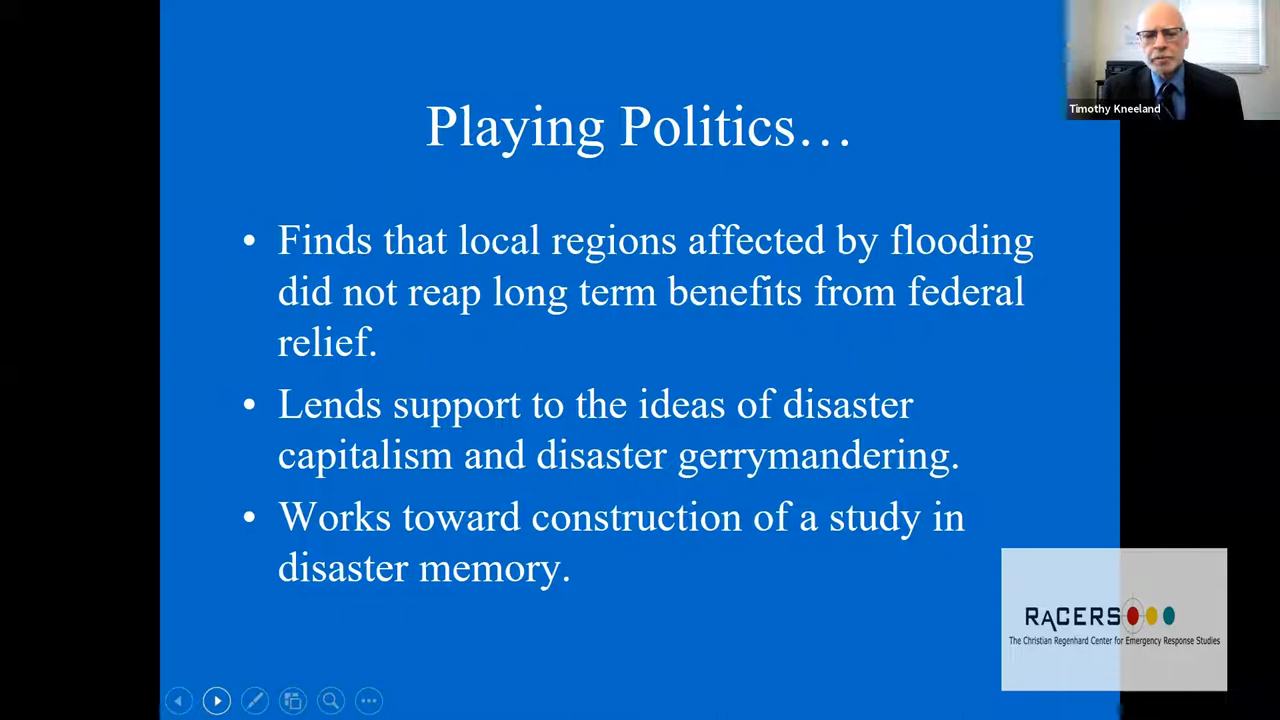 Timothy Kneeland
Playing Politics…
• Finds that local regions affected by flooding
did not reap long term benefits from federal
relief.
• Lends support to the ideas of disaster
capitalism and disaster gerrymandering.
• Works toward construction of a study in
disaster memory.
RACERS
The Christian Regenhard Center for Emergency Response Studies